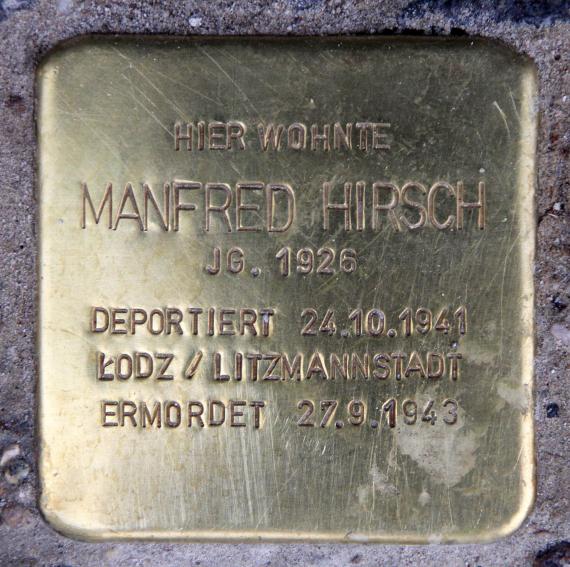 HIER WOHNTE
MANFRED HIRSCH
JG. 1926
DEPORTIERT 24.10.1941
ŁODZ / LITZMANNSTADT
ERMORDET 27.9.1943